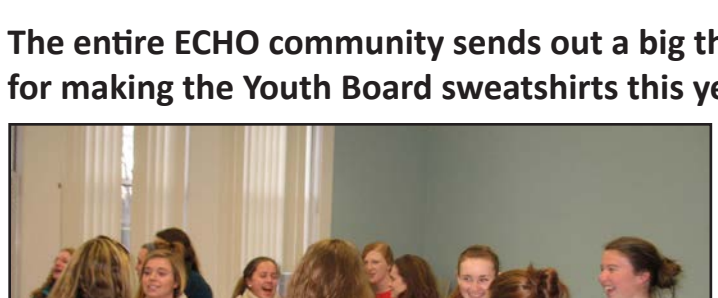 The entire ECHO community sends out a big
for making the Youth Board sweatshirts this